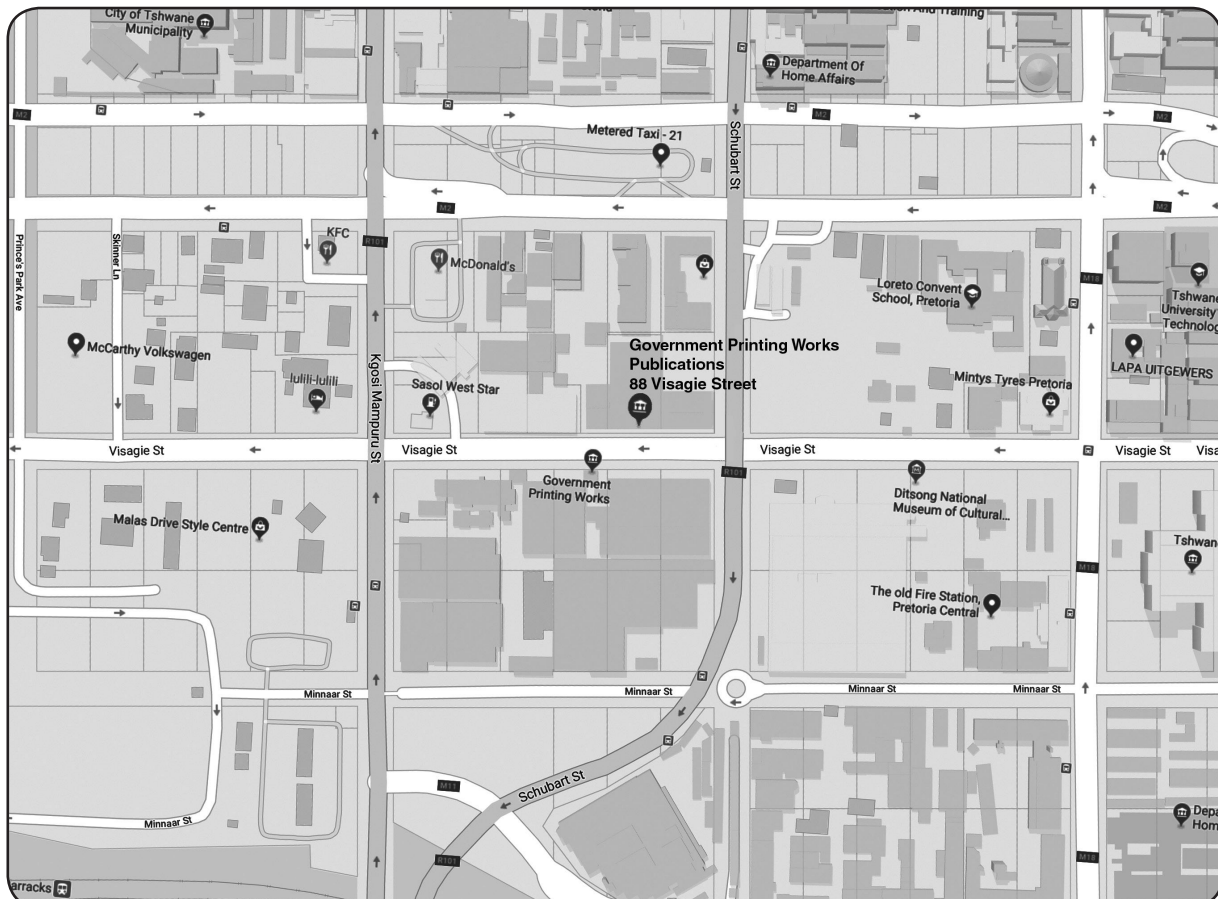 City of Tshwane
Municipality
And Training
Department Of
Home Affairs
M2
M2
M2
Metered Taxi - 21
Schubart St
M2
M2
Prince's Park Ave
Skinner Ln
KFC
R101
McDonald's
Loreto Convent
School, Pretoria
M18
Tshwane
University
Technolog
McCarthy Volkswagen
Iulili-Iulili
Kgosi Mampuru St
Sasol West Star
Government Printing Works
Publications
88 Visagie Street
Mintys Tyres Pretoria
LAPA UITGEWERS
Visagie St
Visagie St
Visagie St
Visagie St
Visa
R101
Government
Printing Works
Ditsong National
Museum of Cultural...
Malas Drive Style Centre
Tshwan
M18
The old Fire Station,
Pretoria Central
Minnaar St
Minnaar St
Minnaar St
Minnaar St
M11
Schubart St
Minnaar St
Depa
Hom
R101
M18
arracks